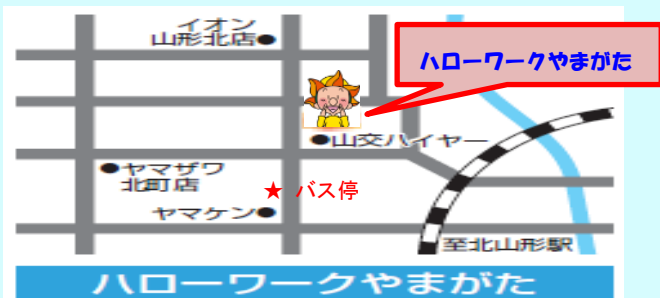 イオン
山形北店●
ハローワークやまがた
●山交ハイヤー
●ヤマザワ
北町店
★ バス停
ヤマケン●
至北山形駅
ハローワークやまがた